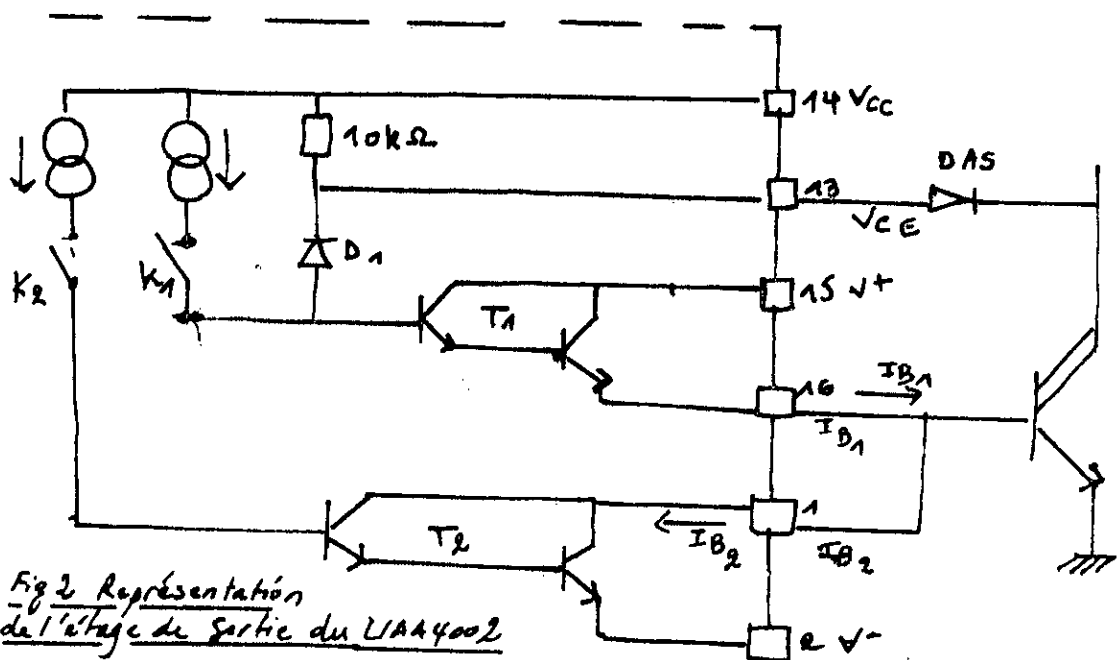 14 Vcc
10kΩ
DAS
13
VCE
D1
K2
K1
15 V+
T1
16
IB1
IB1
1
T2
IB2
IB2
Fig 2 Représentation
de l'étage de sortie du UAA4002
2 V-